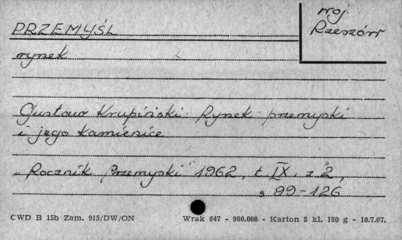 woj.
PRZEMYŚL
Rzeszów
rynek
Gustaw Krupiński: Rynek przemyski
i jego kamienice
"Rocznik Przemyski" 1962, t. IX, z 2,
s 99-126
CWD B 15b Zam. 915/DW/ON Wrak 647 - 980.000 - Karton 5 kl. 180 g - 10.7.67.